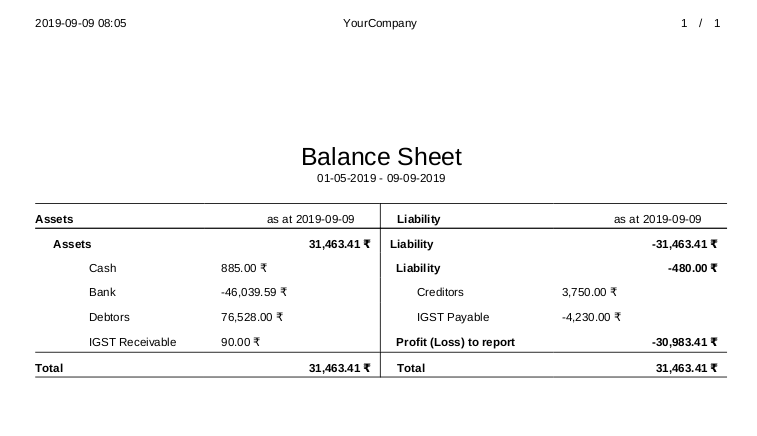 2019-09-09 08:05 YourCompany 1 / 1
Balance Sheet
01-05-2019 - 09-09-2019
Assets as at 2019-09-09 Liability as at 2019-09-09
Assets 31,463.41 ₹ Liability -31,463.41 ₹
Cash 885.00 ₹ Liability -480.00 ₹
Bank -46,039.59 ₹ Creditors 3,750.00 ₹
Debtors 76,528.00 ₹ IGST Payable -4,230.00 ₹
IGST Receivable 90.00 ₹ Profit (Loss) to report -30,983.41 ₹
Total 31,463.41 ₹ Total 31,463.41 ₹